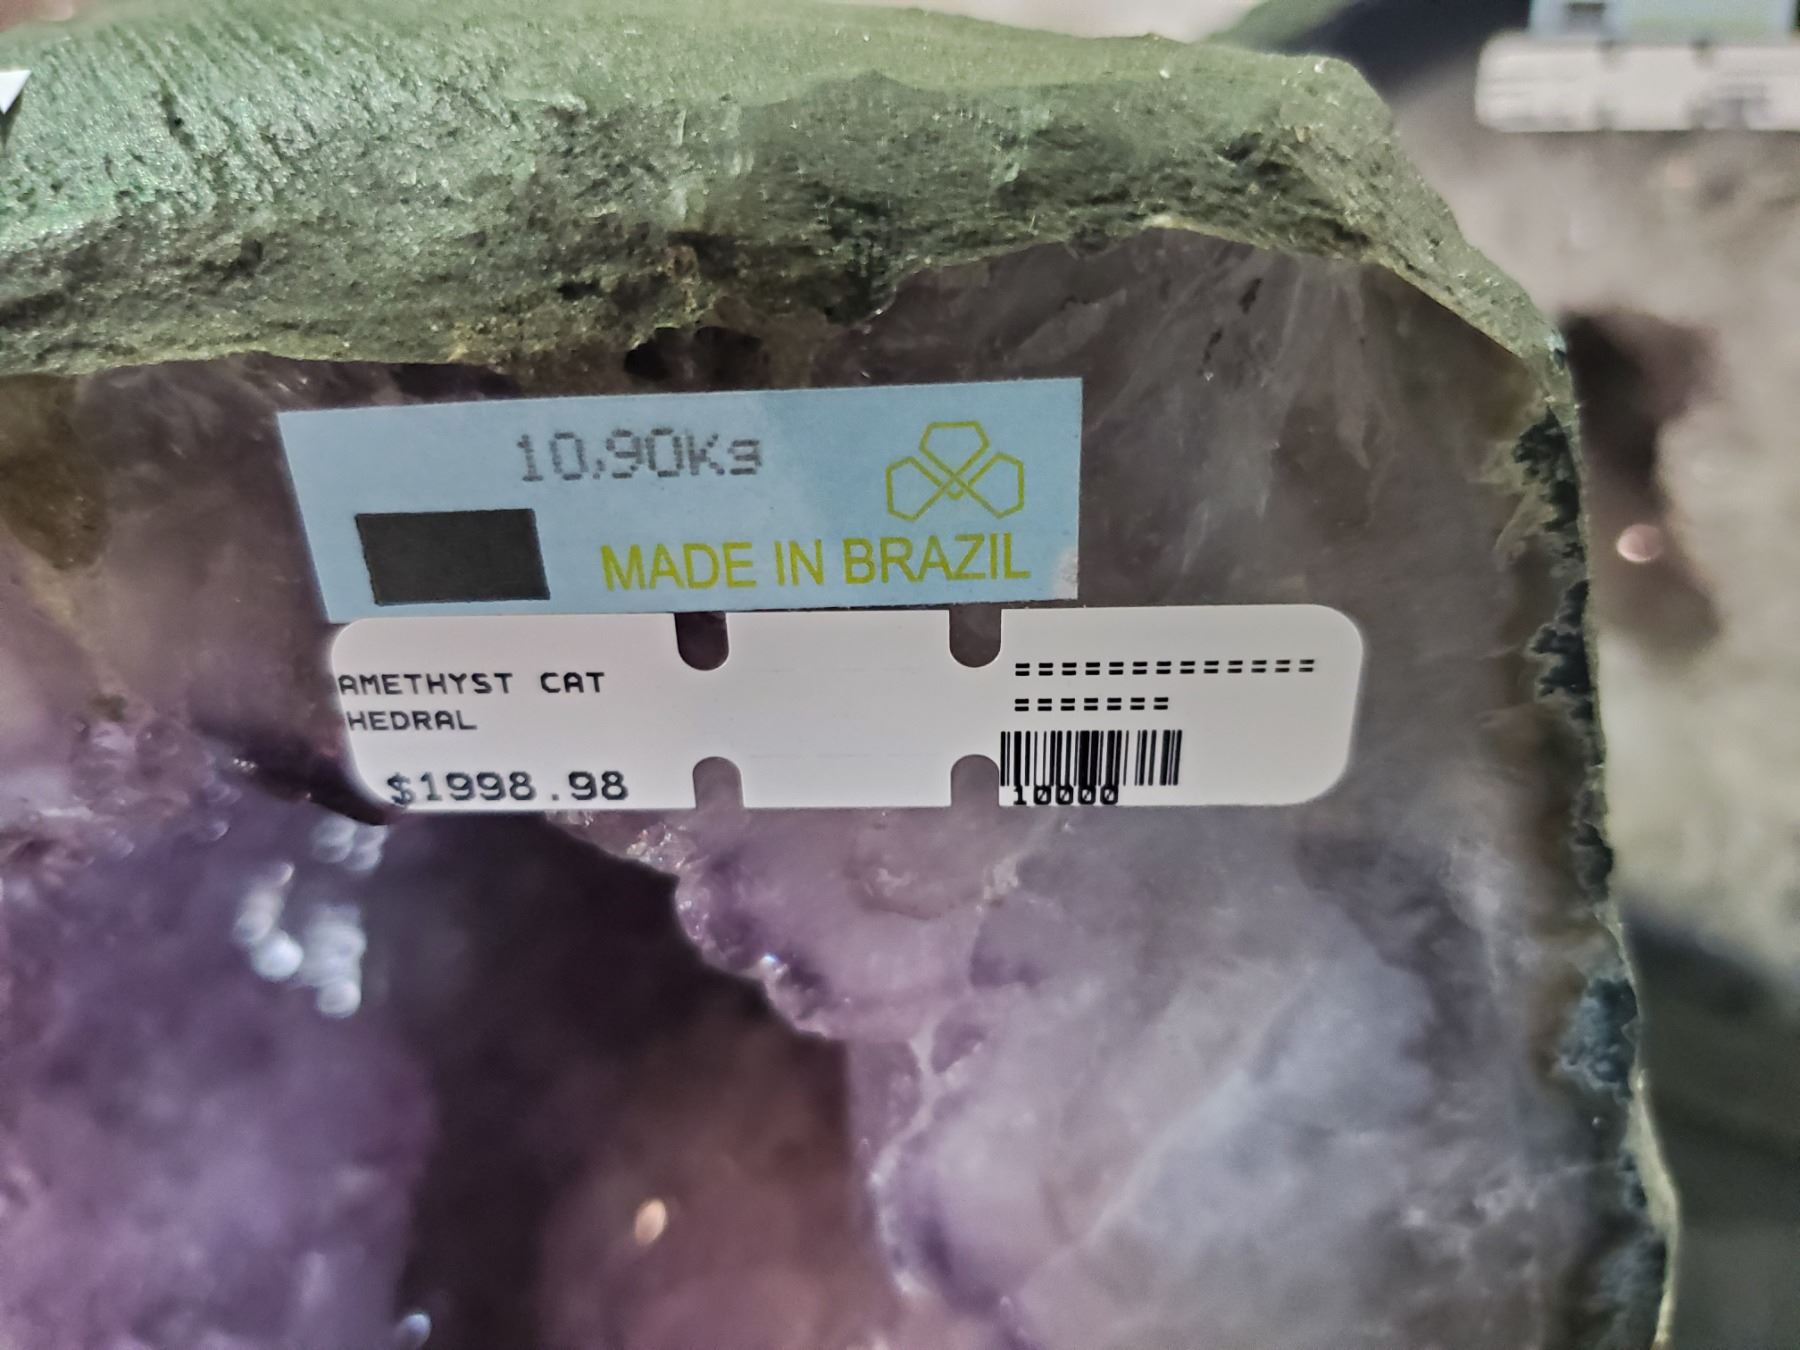 10,90Kg
MADE IN BRAZIL
AMETHYST CAT
HEDRAL
$1998.98
=============
=======
10000